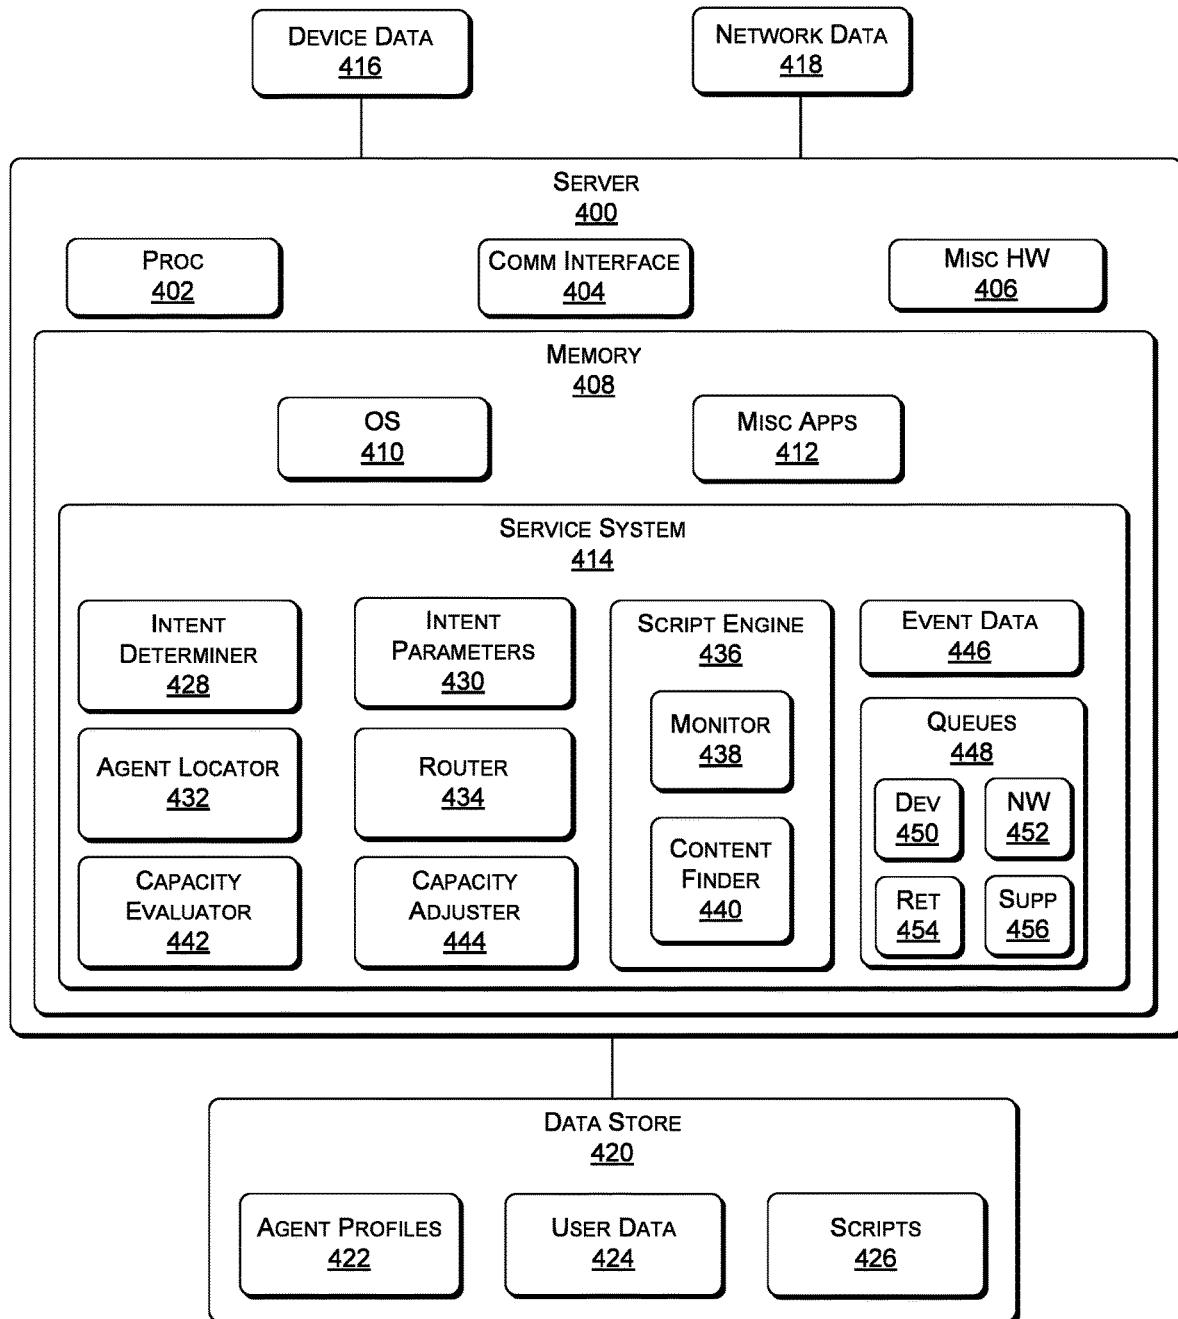 DEVICE DATA
416
NETWORK DATA
418
SERVER
400
PROC
402
COMM INTERFACE
404
MISC HW
406
MEMORY
408
OS
410
MISC APPS
412
SERVICE SYSTEM
414
INTENT
DETERMINER
428
INTENT
PARAMETERS
430
SCRIPT ENGINE
436
EVENT DATA
446
AGENT LOCATOR
432
ROUTER
434
MONITOR
438
QUEUES
448
DEV
450
NW
452
CAPACITY
EVALUATOR
442
CAPACITY
ADJUSTER
444
CONTENT
FINDER
440
RET
454
SUPP
456
DATA STORE
420
AGENT PROFILES
422
USER DATA
424
SCRIPTS
426